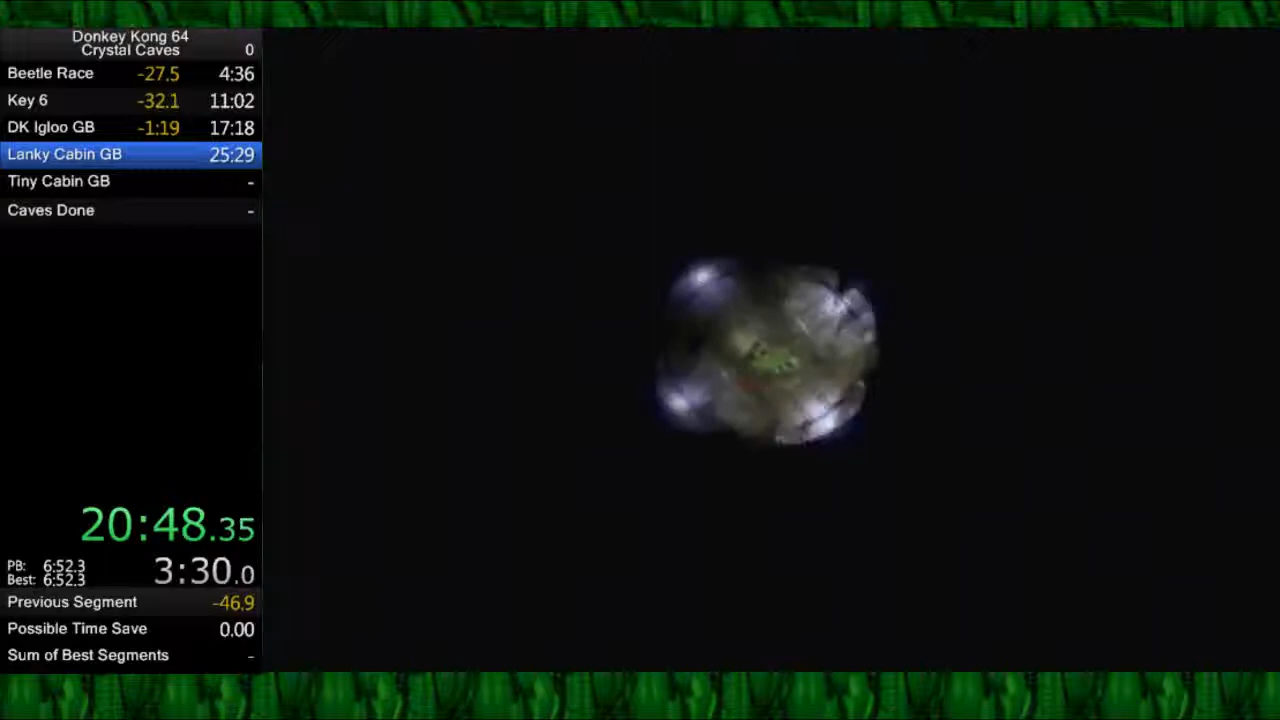 Donkey Kong 64
Crystal Caves 0
Beetle Race -27.5 4:36
Key 6 -32.1 11:02
DK Igloo GB -1:19 17:18
Lanky Cabin GB 25:29
Tiny Cabin GB -
Caves Done -
20:48.35
PB: 6:52.3
Best: 6:52.3 3:30.0
Previous Segment -46.9
Possible Time Save 0.00
Sum of Best Segments -